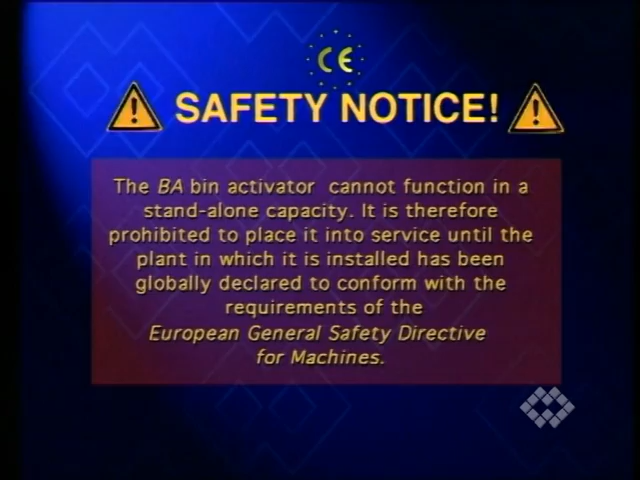 CE
SAFETY NOTICE!
The BA bin activator cannot function in a
stand-alone capacity. It is therefore
prohibited to place it into service until the
plant in which it is installed has been
globally declared to conform with the
requirements of the
European General Safety Directive
for Machines.